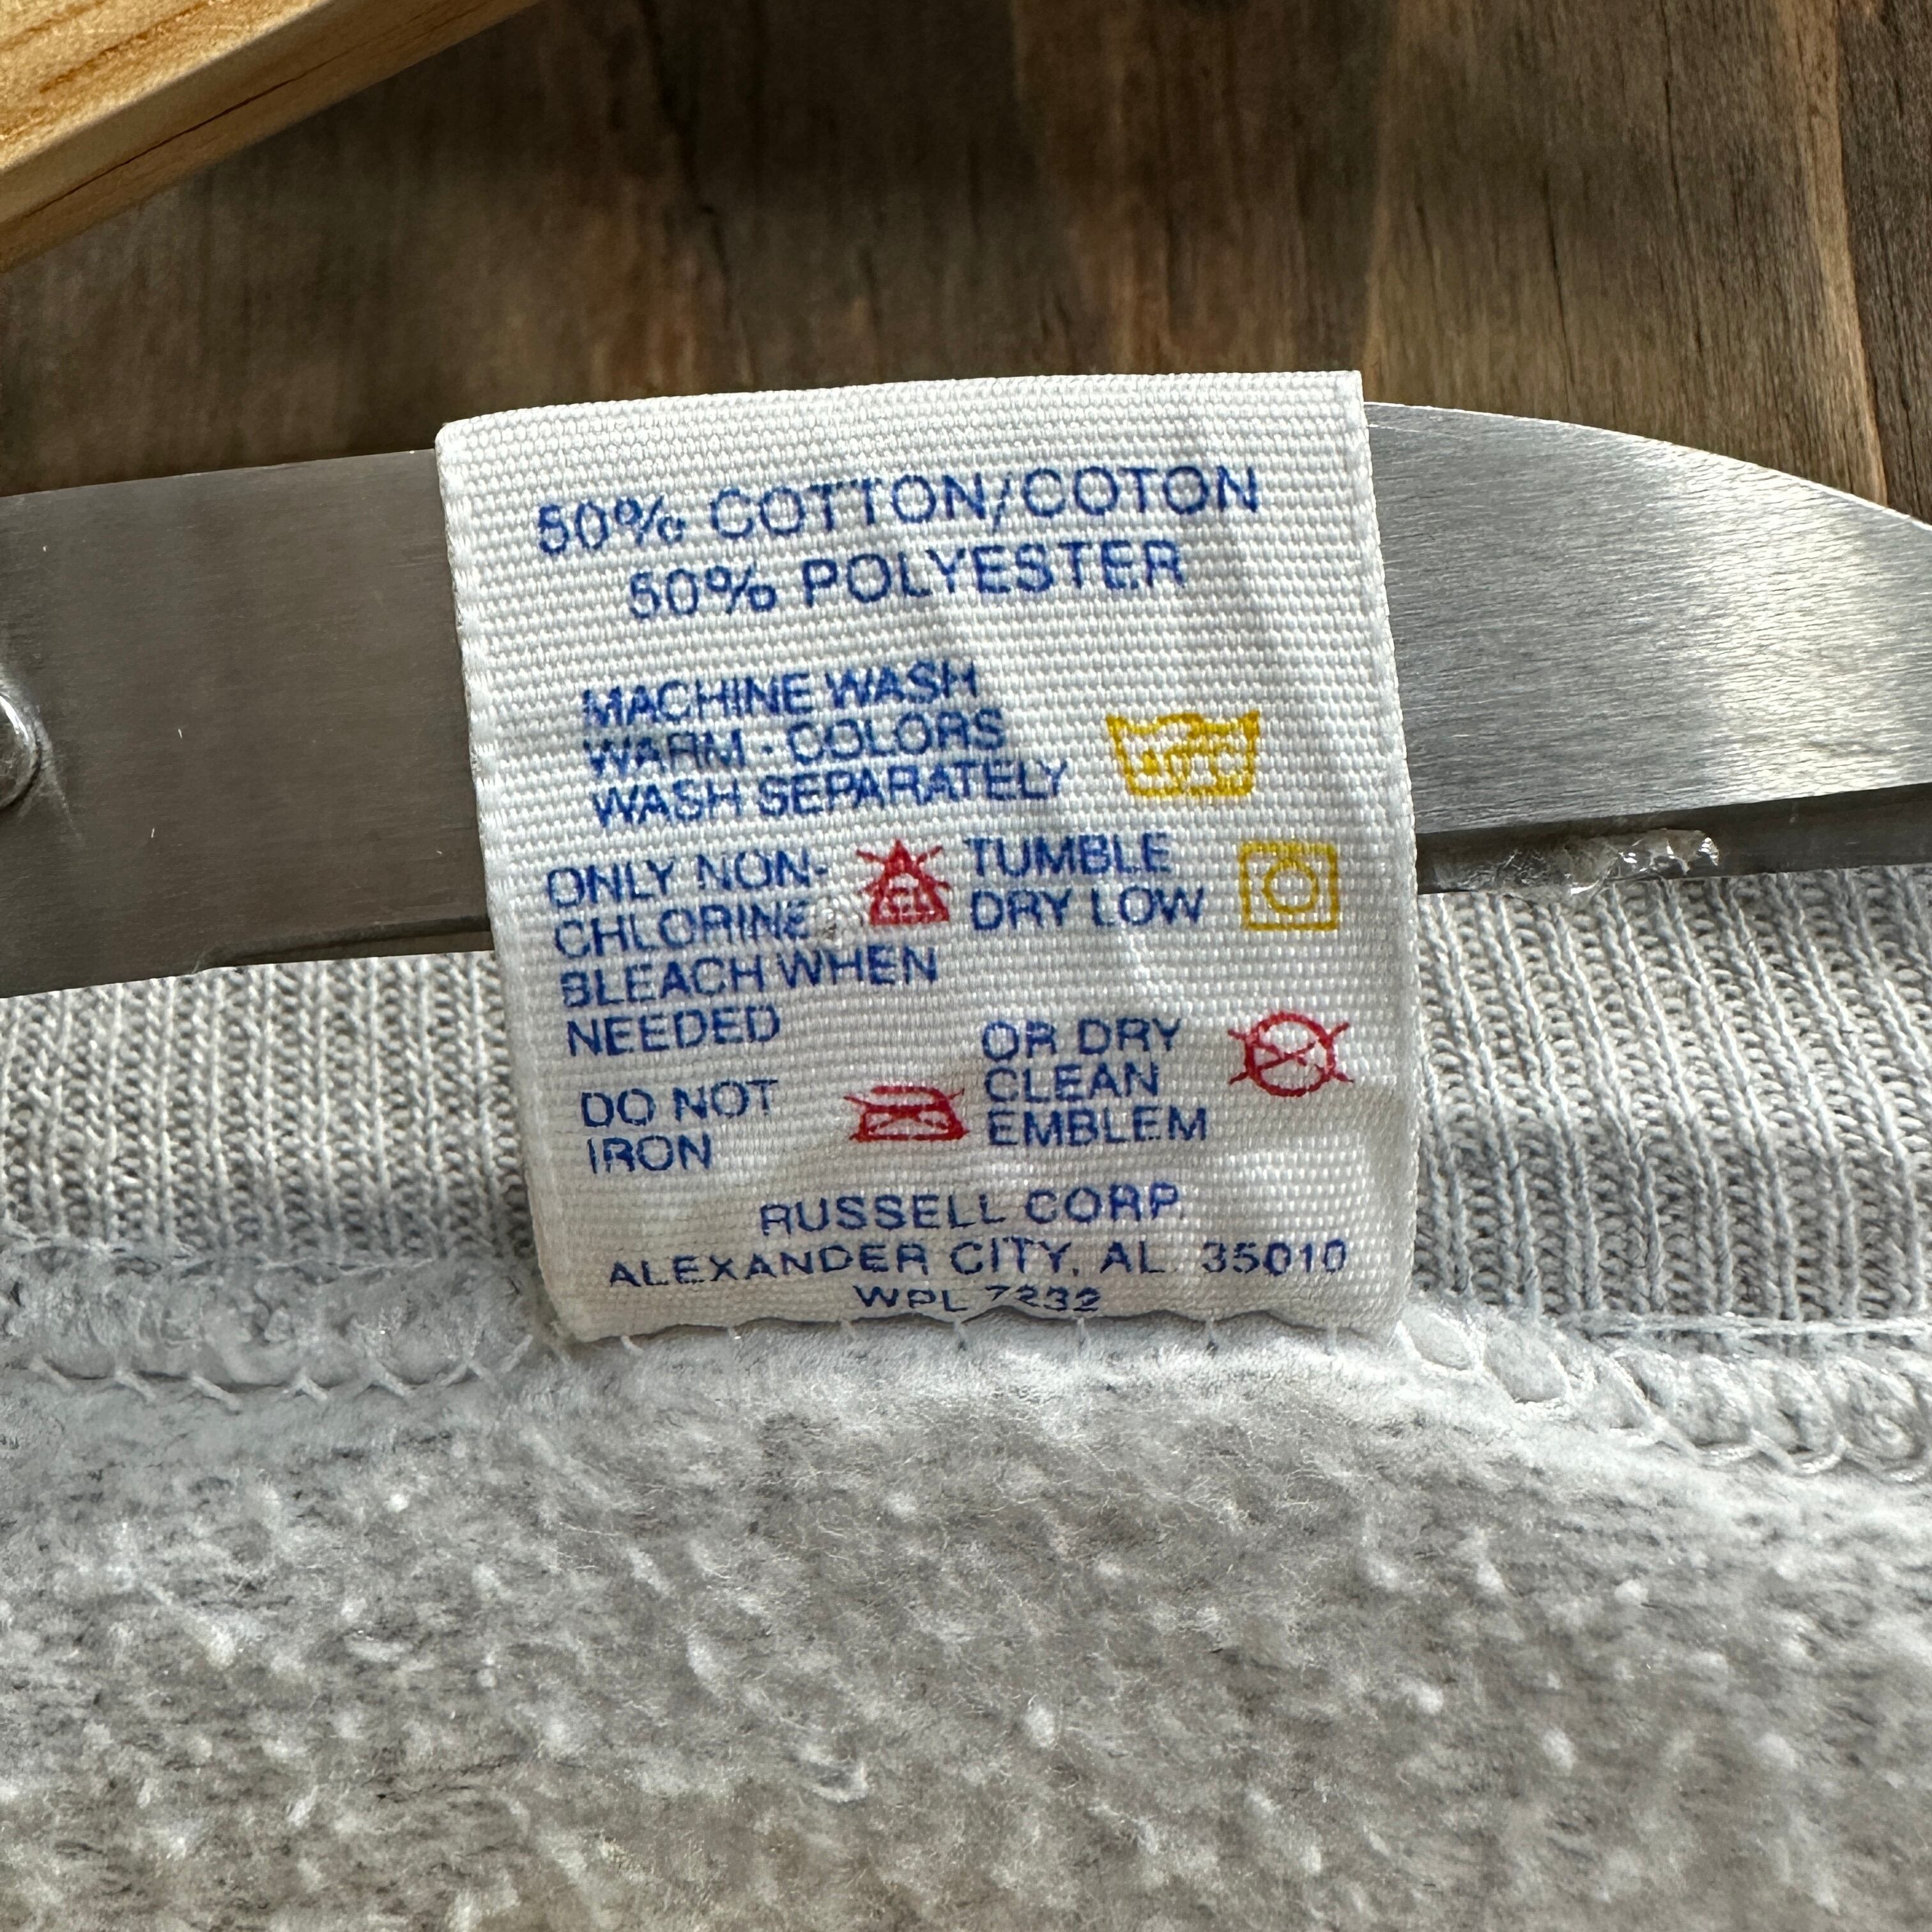 50% COTTON/COTON
50% POLYESTER
MACHINE WASH
WARM - COLORS
WASH SEPARATELY
ONLY NON-
CHLORINE
BLEACH WHEN
NEEDED
TUMBLE
DRY LOW
DO NOT
IRON
OR DRY
CLEAN
EMBLEM
RUSSELL CORP.
ALEXANDER CITY, AL 35010
WPL 7232